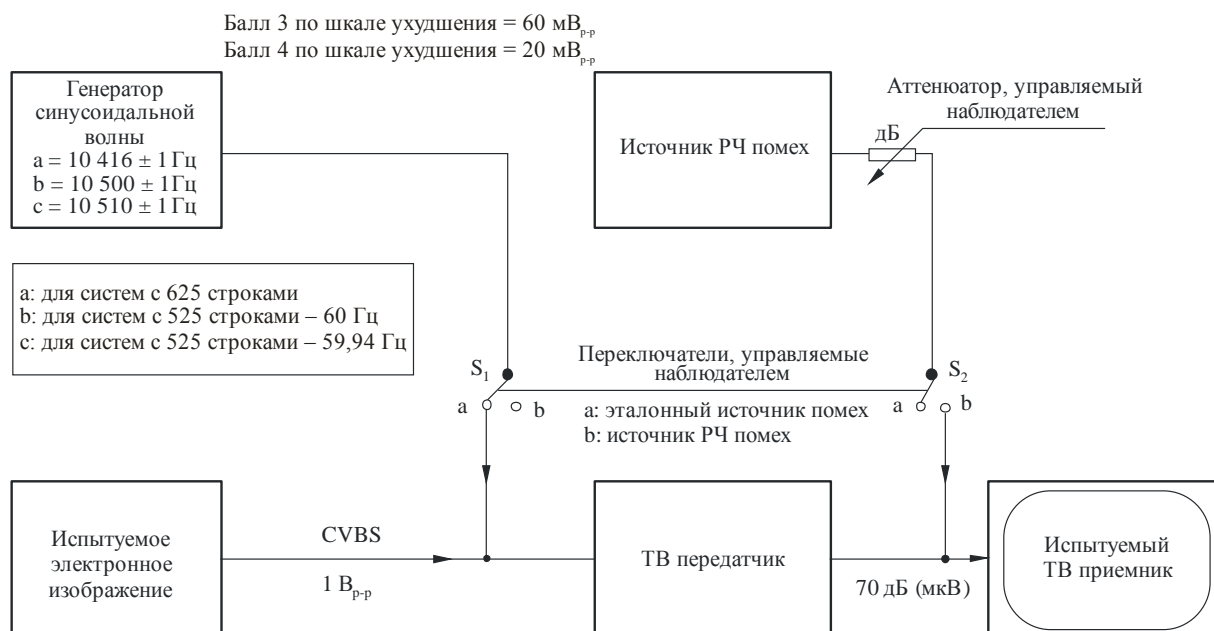 Балл 3 по шкале ухудшения = 60 мВp-p
Балл 4 по шкале ухудшения = 20 мВp-p
Генератор
синусоидальной
волны
a = 10 416 ± 1 Гц
b = 10 500 ± 1Гц
c = 10 510 ± 1Гц
Источник РЧ помех
Аттенюатор, управляемый
наблюдателем
дБ
a: для систем с 625 строками
b: для систем с 525 строками – 60 Гц
c: для систем с 525 строками – 59,94 Гц
S1
a
b
Переключатели, управляемые
наблюдателем
a: эталонный источник помех
b: источник РЧ помех
S2
a
b
Испытуемое
электронное
изображение
CVBS
1 Вp-p
ТВ передатчик
70 дБ (мкВ)
Испытуемый
ТВ приемник